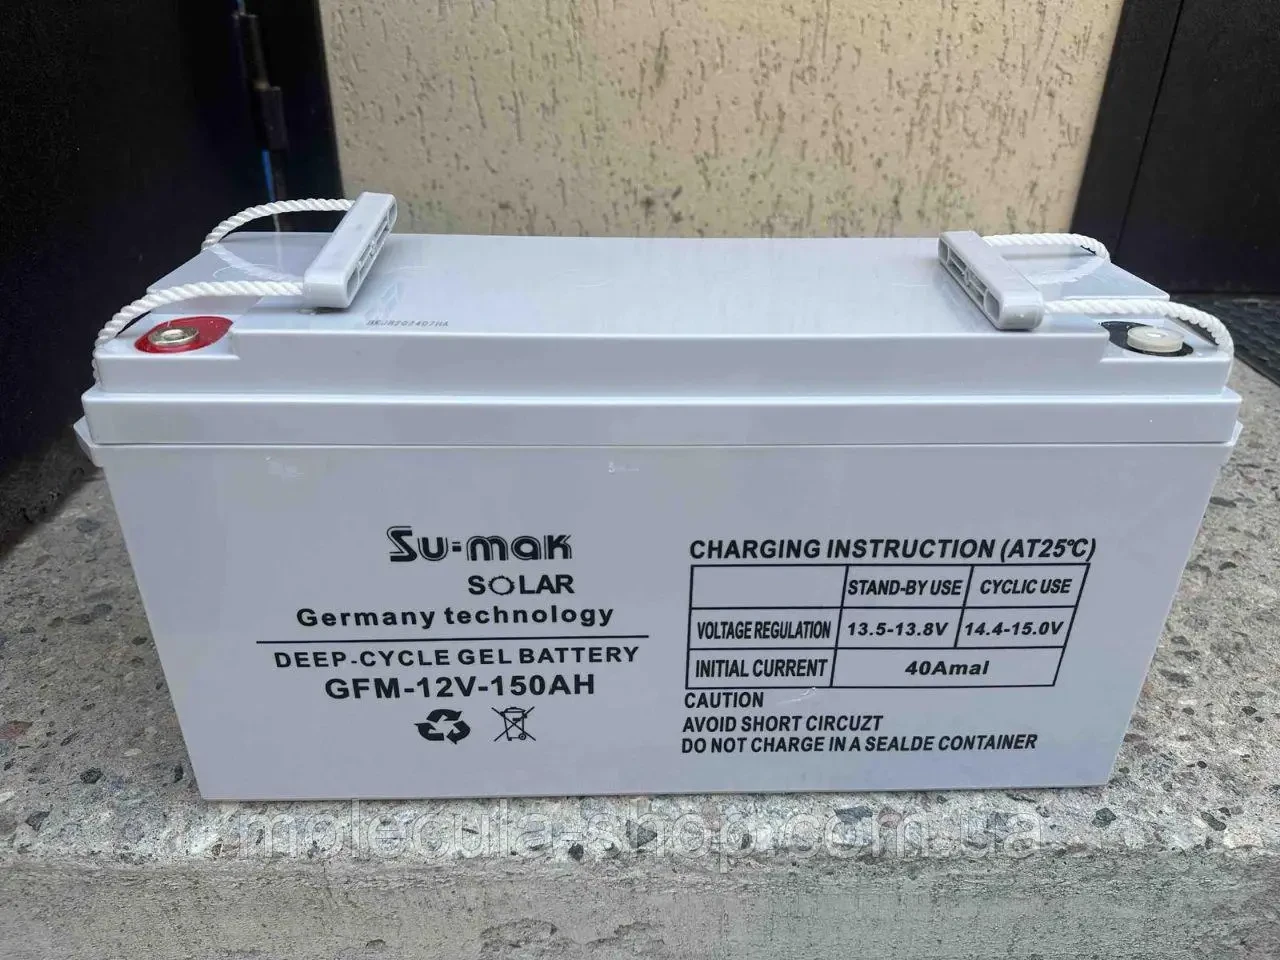 SU-mak
SOLAR
Germany technology
DEEP-CYCLE GEL BATTERY
GFM-12V-150AH
CHARGING INSTRUCTION (AT25℃)
STAND-BY USE CYCLIC USE
VOLTAGE REGULATION 13.5-13.8V 14.4-15.0V
INITIAL CURRENT 40Amal
CAUTION
AVOID SHORT CIRCUZT
DO NOT CHARGE IN A SEALDE CONTAINER
molecula-shop.com.ua